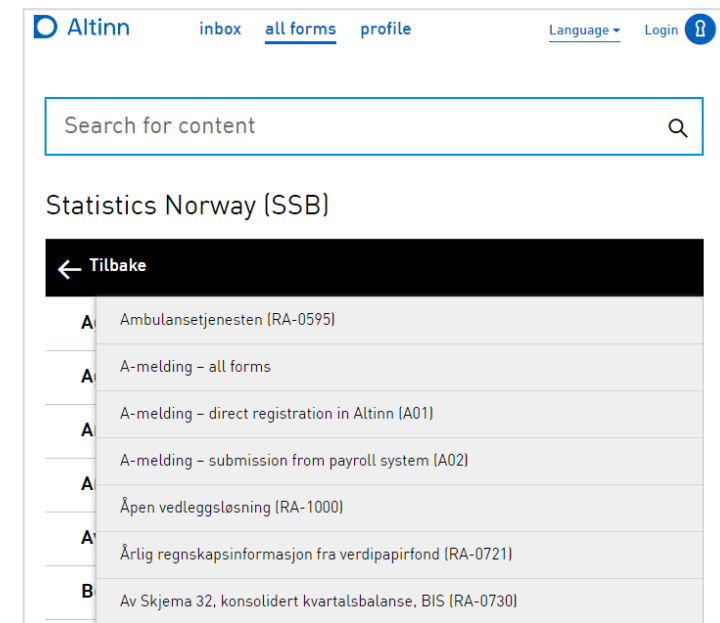 Altinn inbox all forms profile Language Login
Search for content
Statistics Norway (SSB)
Tilbake
Ambulansetjenesten (RA-0595)
A-melding – all forms
A-melding – direct registration in Altinn (A01)
A-melding – submission from payroll system (A02)
Åpen vedleggsløsning (RA-1000)
Årlig regnskapsinformasjon fra verdipapirfond (RA-0721)
Av Skjema 32, konsolidert kvartalsbalanse, BIS (RA-0730)